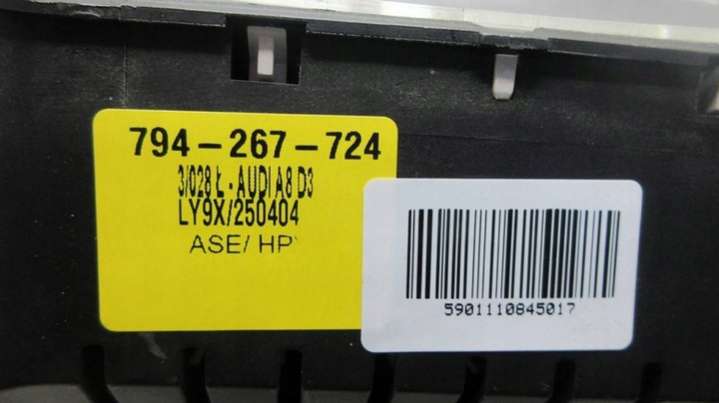 794-267-724
3/028 Ł - AUDI A8 D3
LY9X/250404
ASE/ HP
5901110845017